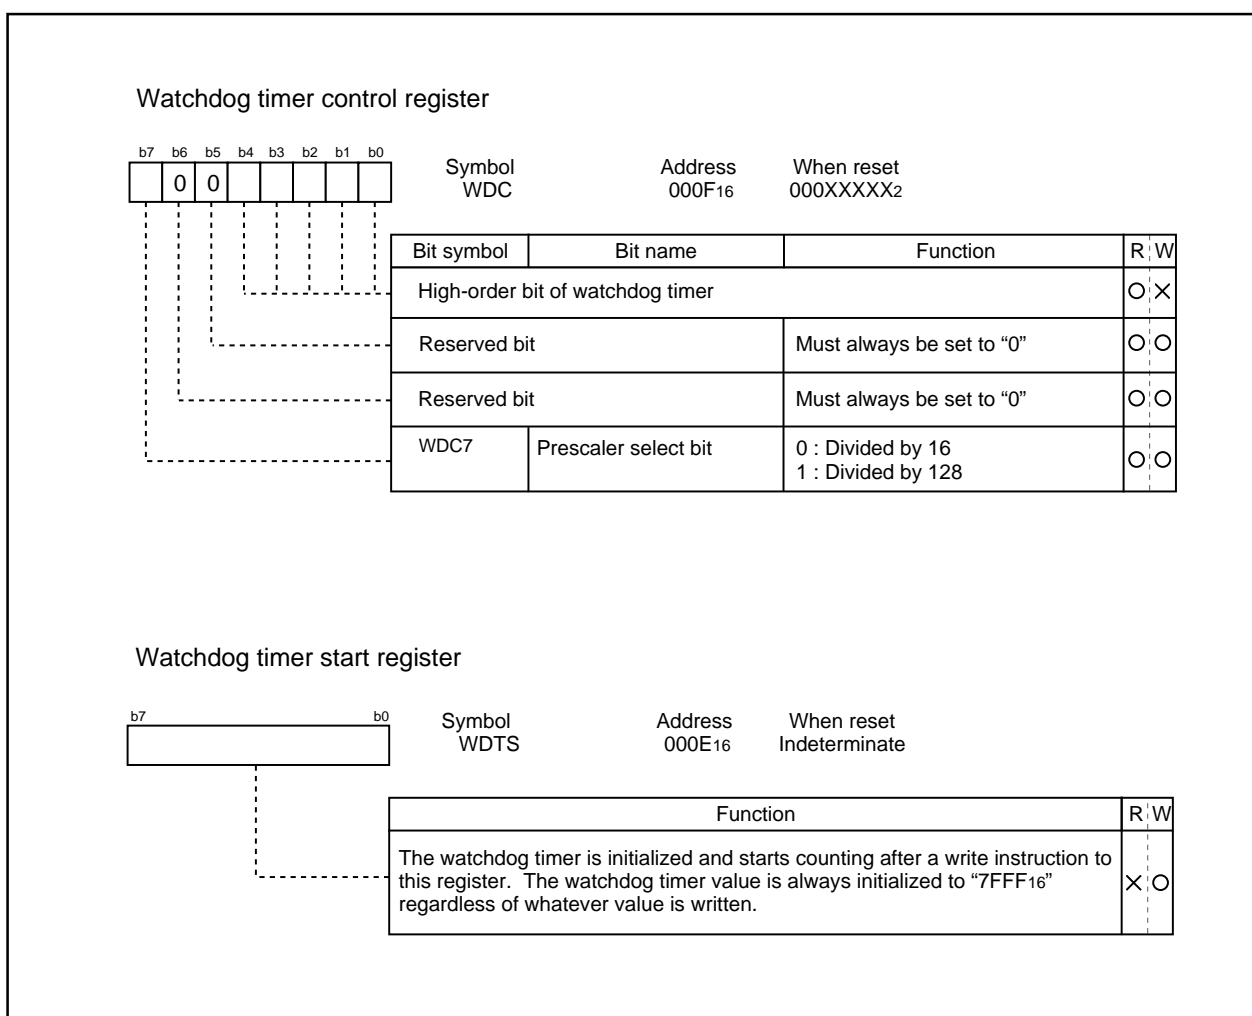 Watchdog timer control register
b7 b6 b5 b4 b3 b2 b1 b0
0 0
Symbol Address When reset
WDC 000F16 000XXXXX2
Bit symbol Bit name Function R W
High-order bit of watchdog timer O X
Reserved bit Must always be set to “0” O O
Reserved bit Must always be set to “0” O O
WDC7 Prescaler select bit 0 : Divided by 16 O O
1 : Divided by 128
Watchdog timer start register
b7 b0
Symbol Address When reset
WDTS 000E16 Indeterminate
Function R W
The watchdog timer is initialized and starts counting after a write instruction to
this register. The watchdog timer value is always initialized to “7FFF16” X O
regardless of whatever value is written.